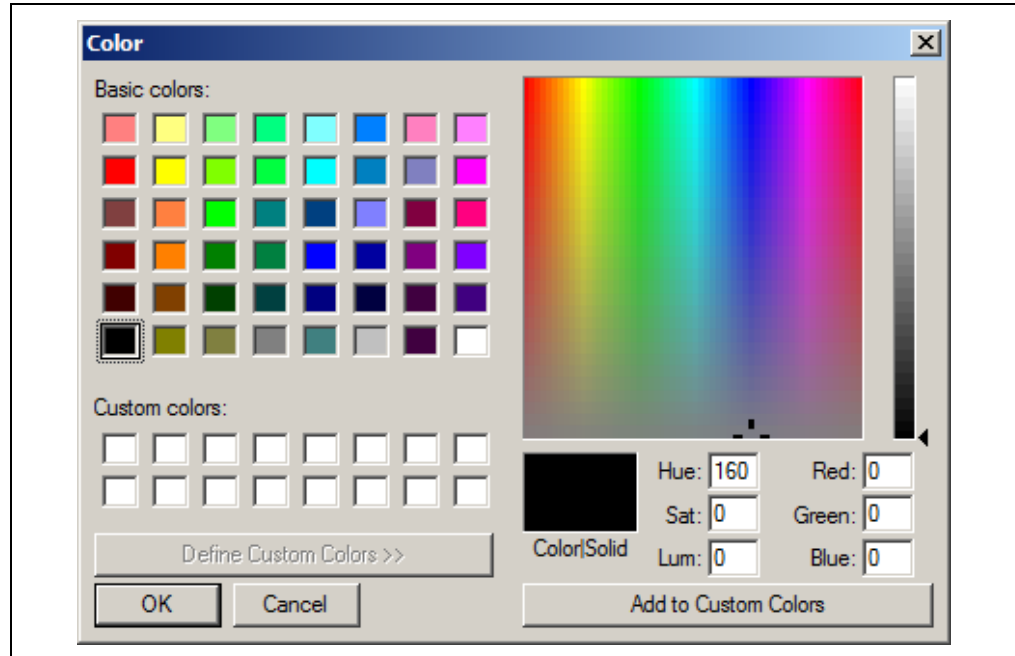 Color
Basic colors:
Custom colors:
Define Custom Colors >>
OK Cancel
Color|Solid
Hue: 160 Red: 0
Sat: 0 Green: 0
Lum: 0 Blue: 0
Add to Custom Colors